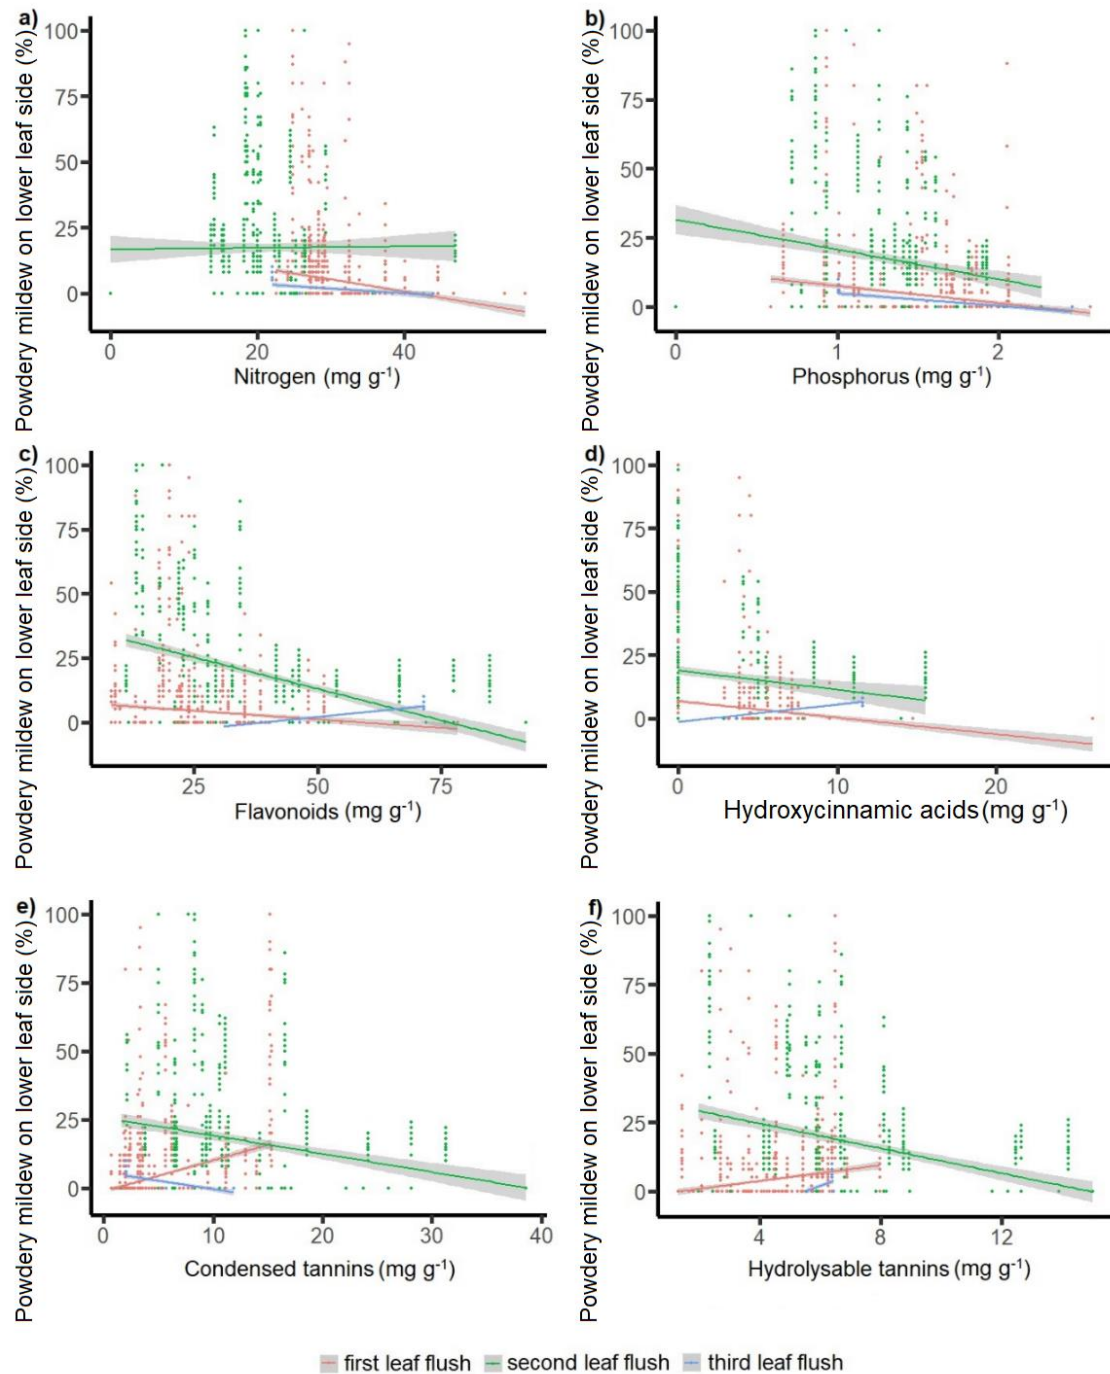 a)
Powdery mildew on lower leaf side (%)
100
75
50
25
0
0 20 40
Nitrogen (mg g-1)
b)
Powdery mildew on lower leaf side (%)
100
75
50
25
0
0 1 2
Phosphorus (mg g-1)
c)
Powdery mildew on lower leaf side (%)
100
75
50
25
0
25 50 75
Flavonoids (mg g-1)
d)
Powdery mildew on lower leaf side (%)
100
75
50
25
0
0 10 20
Hydroxycinnamic acids (mg g-1)
e)
Powdery mildew on lower leaf side (%)
100
75
50
25
0
0 10 20 30 40
Condensed tannins (mg g-1)
f)
Powdery mildew on lower leaf side (%)
100
75
50
25
0
4 8 12
Hydrolysable tannins (mg g-1)
first leaf flush second leaf flush third leaf flush